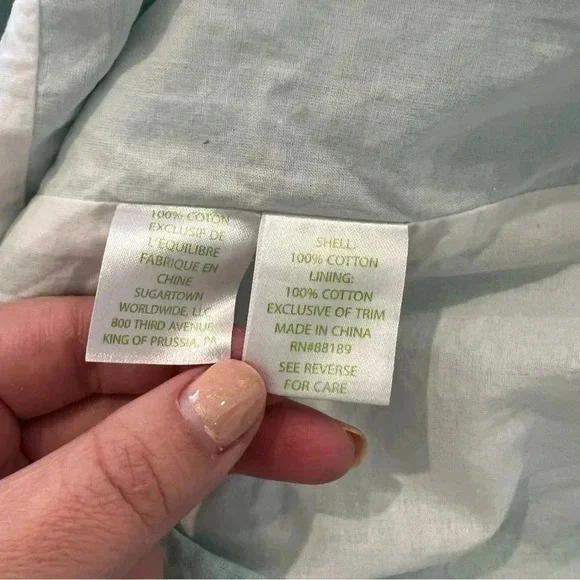 100% COTON
EXCLUSIF DE
L'ÉQUILIBRE
FABRIQUE EN
CHINE
SUGARTOWN
WORLDWIDE, LLC
800 THIRD AVENUE
KING OF PRUSSIA, PA
SHELL:
100% COTTON
LINING:
100% COTTON
EXCLUSIVE OF TRIM
MADE IN CHINA
RN#88189
SEE REVERSE
FOR CARE